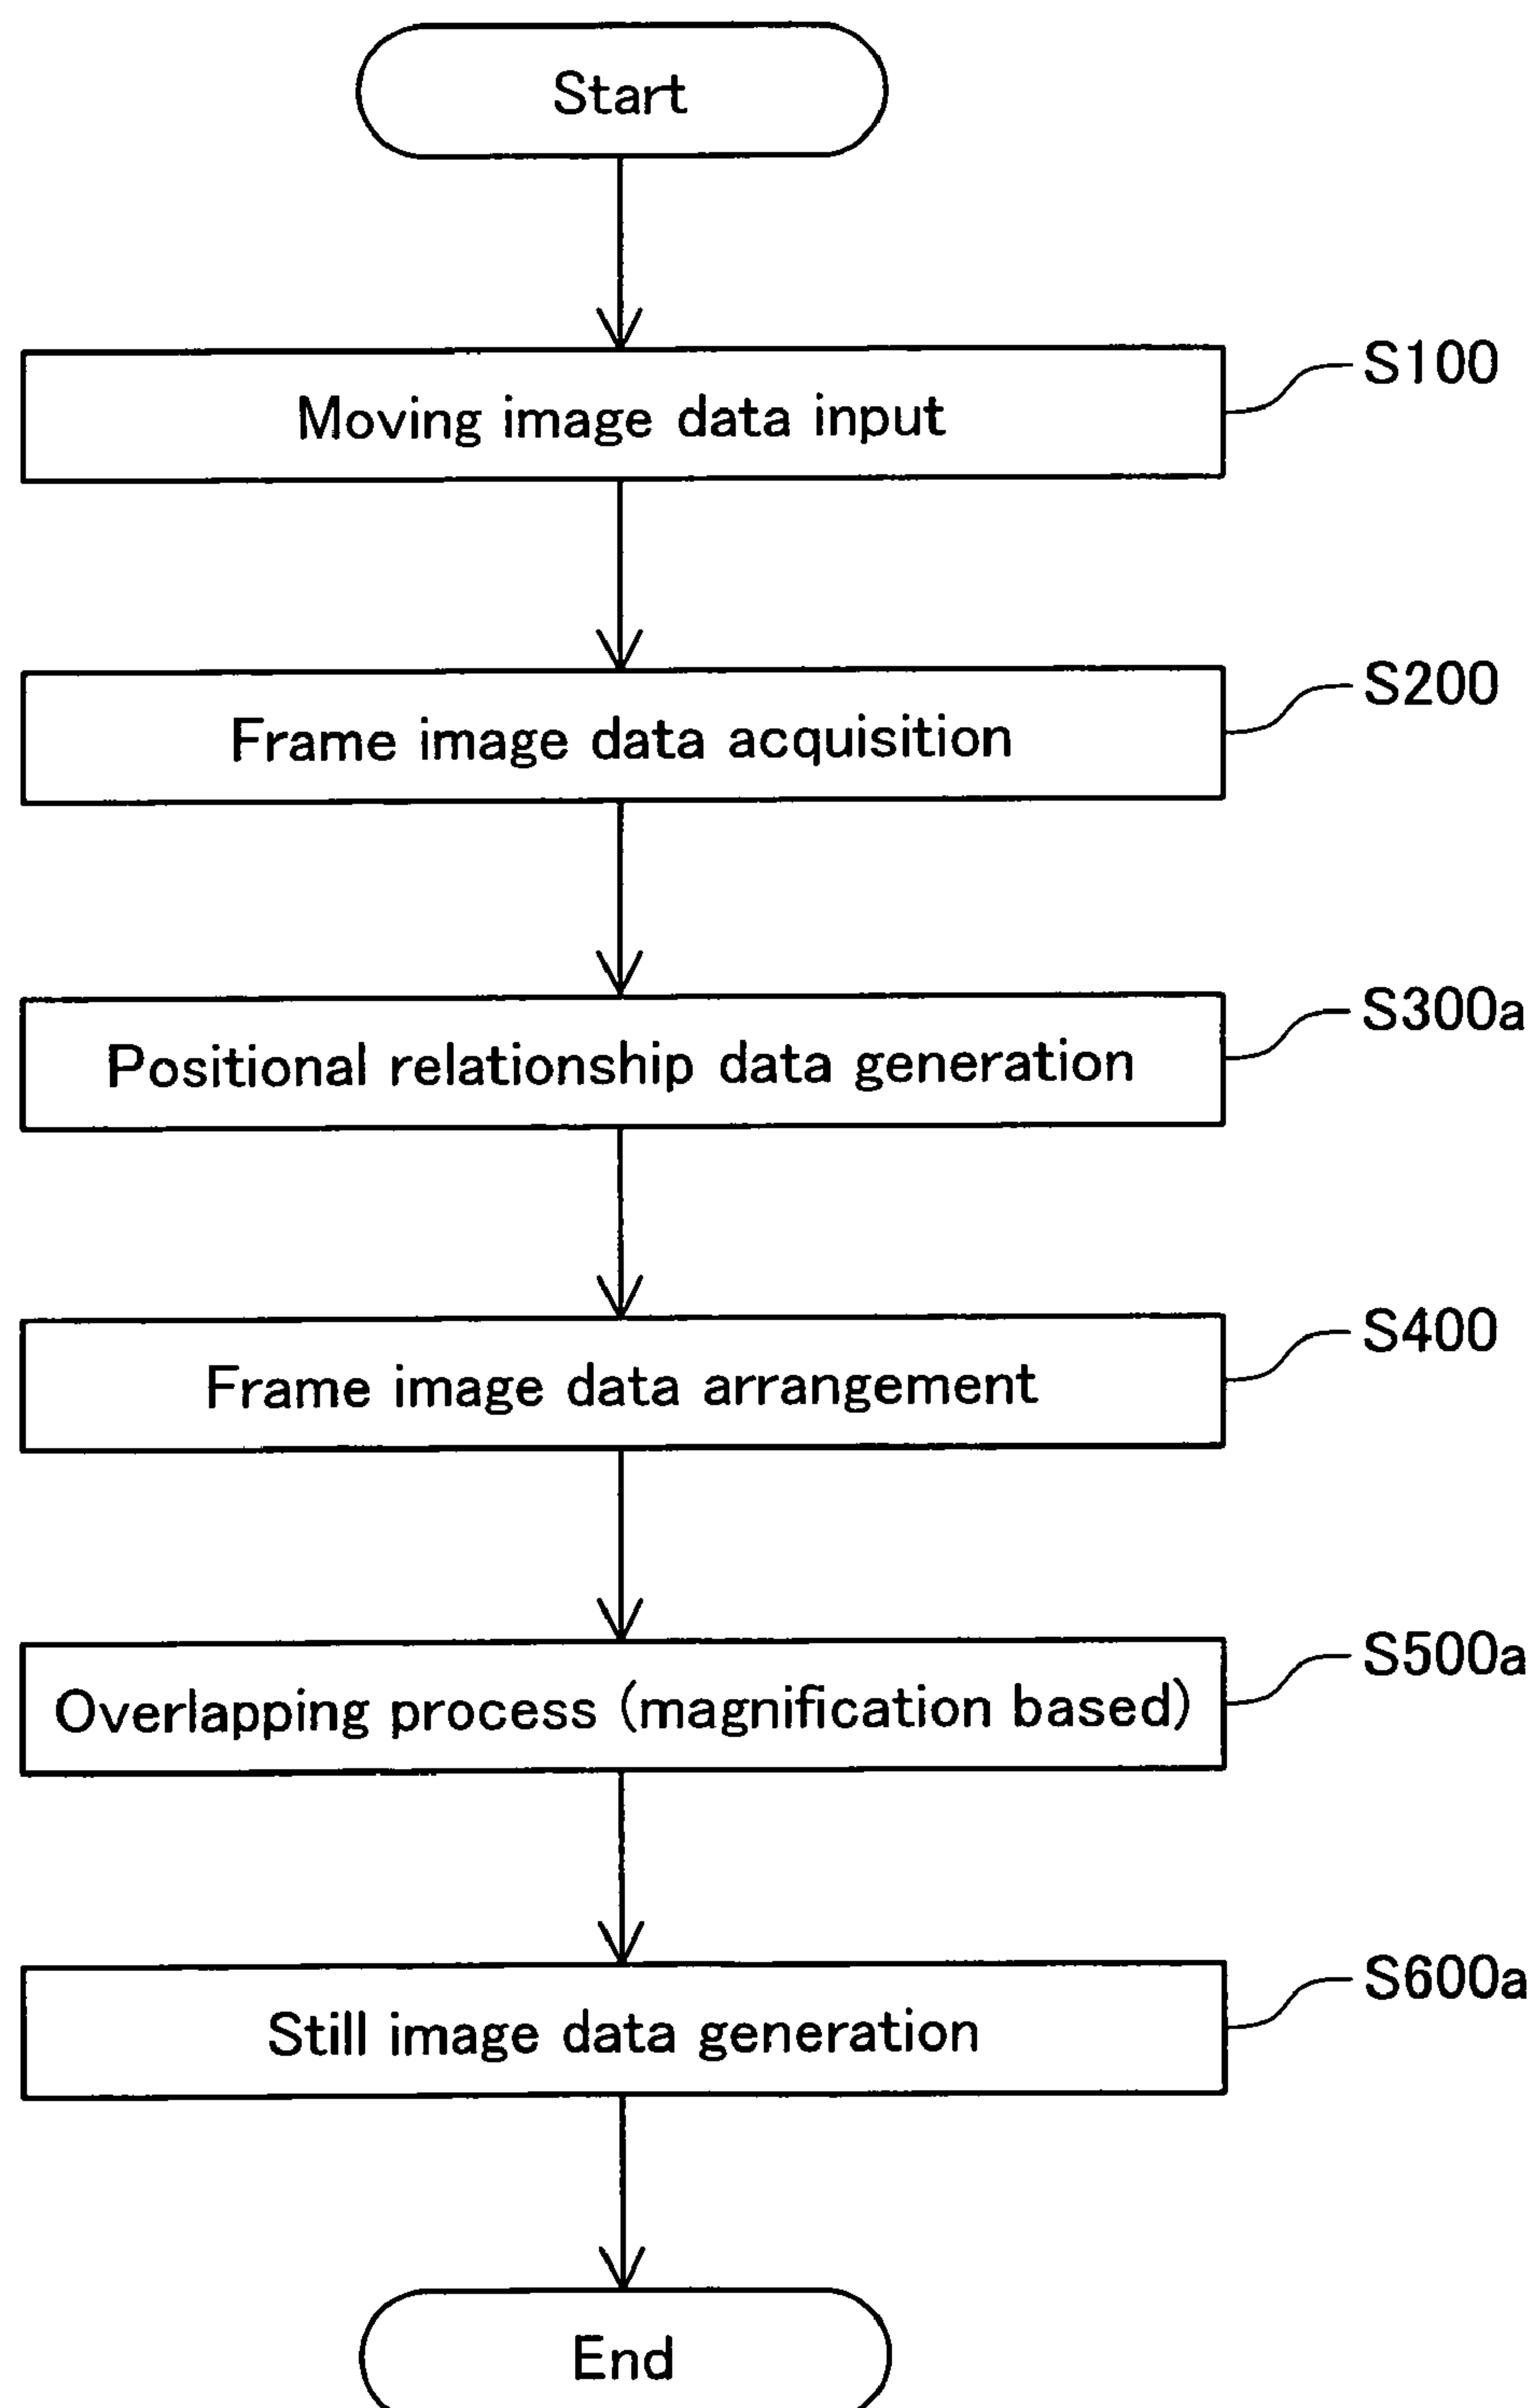 Start
Moving image data input
S100
Frame image data acquisition
S200
Positional relationship data generation
S300a
Frame image data arrangement
S400
Overlapping process (magnification based)
S500a
Still image data generation
S600a
End